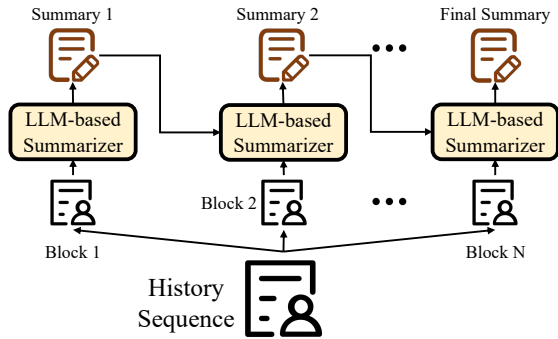 Summary 1
Summary 2
Final Summary
LLM-based
Summarizer
LLM-based
Summarizer
LLM-based
Summarizer
Block 2
Block 1
Block N
History
Sequence